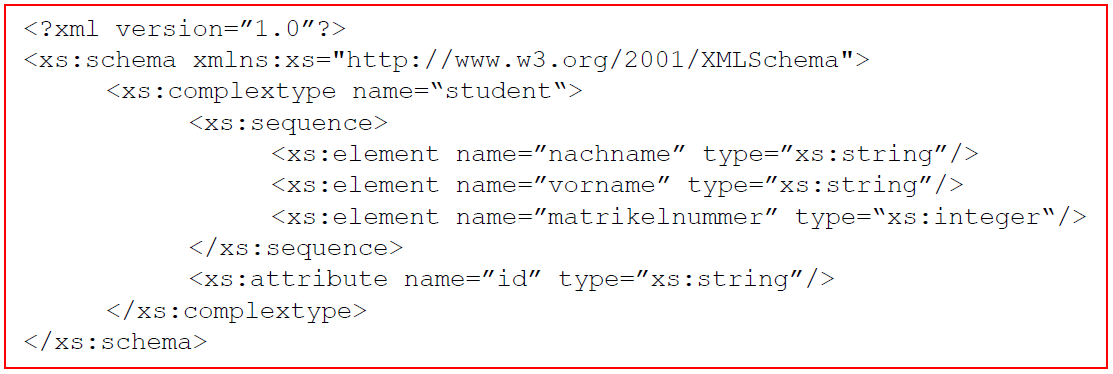 <?xml version=”1.0”?>
<xs:schema xmlns:xs="http://www.w3.org/2001/XMLSchema">
<xs:complextype name=“student“>
<xs:sequence>
<xs:element name=”nachname” type=”xs:string”/>
<xs:element name=”vorname” type=”xs:string”/>
<xs:element name=”matrikelnummer” type=“xs:integer“/>
</xs:sequence>
<xs:attribute name=”id” type=”xs:string”/>
</xs:complextype>
</xs:schema>